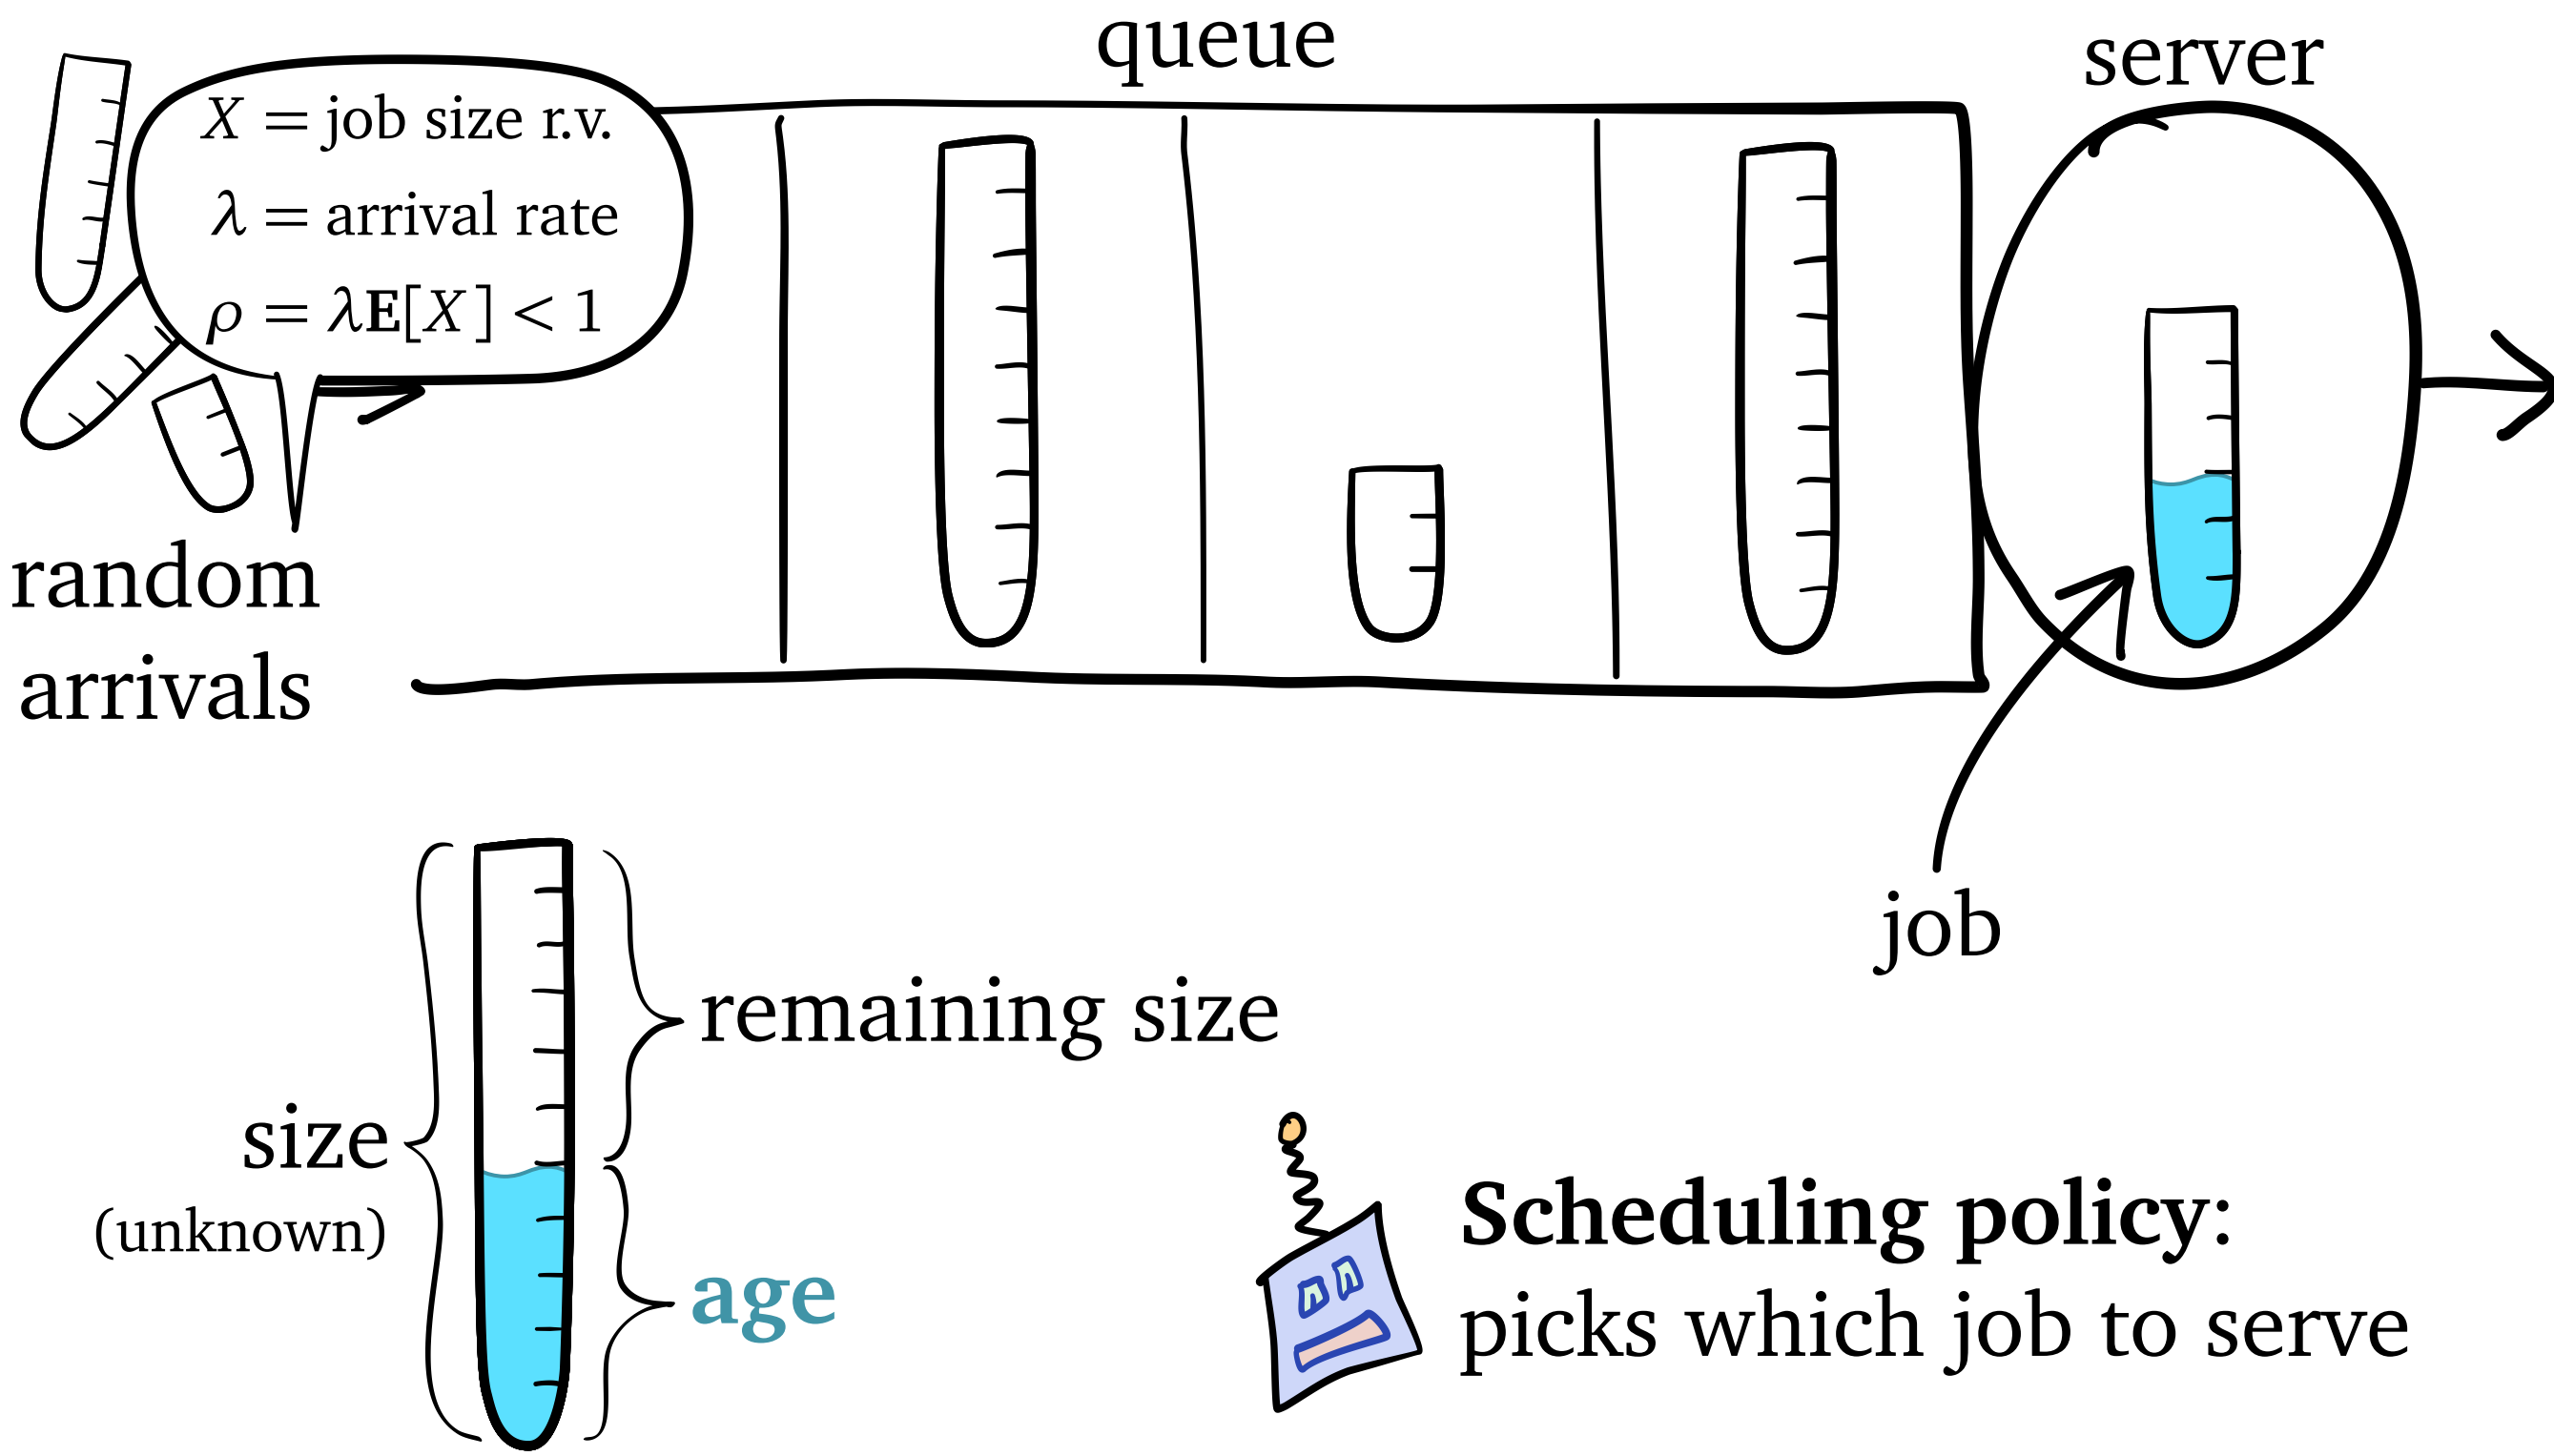 queue
server
X = job size r.v.
λ = arrival rate
ρ = λE[X] < 1
random
arrivals
job
remaining size
size
(unknown)
age
Scheduling policy:
picks which job to serve